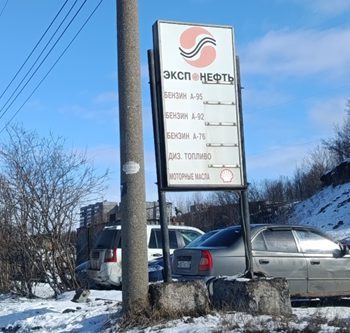 ЭКСПОНЕФТЬ
БЕНЗИН А-95
БЕНЗИН А-92
БЕНЗИН А-76
ДИЗ. ТОПЛИВО
МОТОРНЫЕ МАСЛА